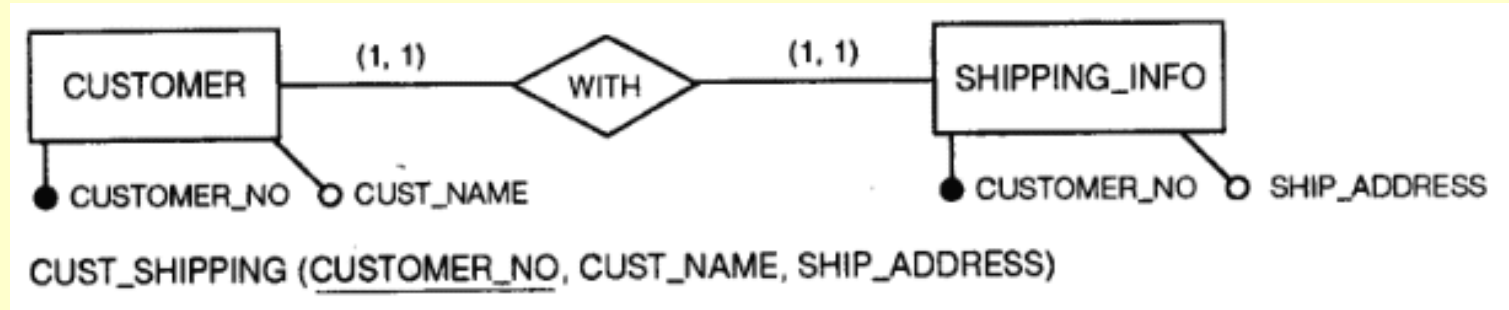 (1, 1) (1, 1)
CUSTOMER WITH SHIPPING_INFO
CUSTOMER_NO CUST_NAME CUSTOMER_NO SHIP_ADDRESS
CUST_SHIPPING (CUSTOMER_NO, CUST_NAME, SHIP_ADDRESS)